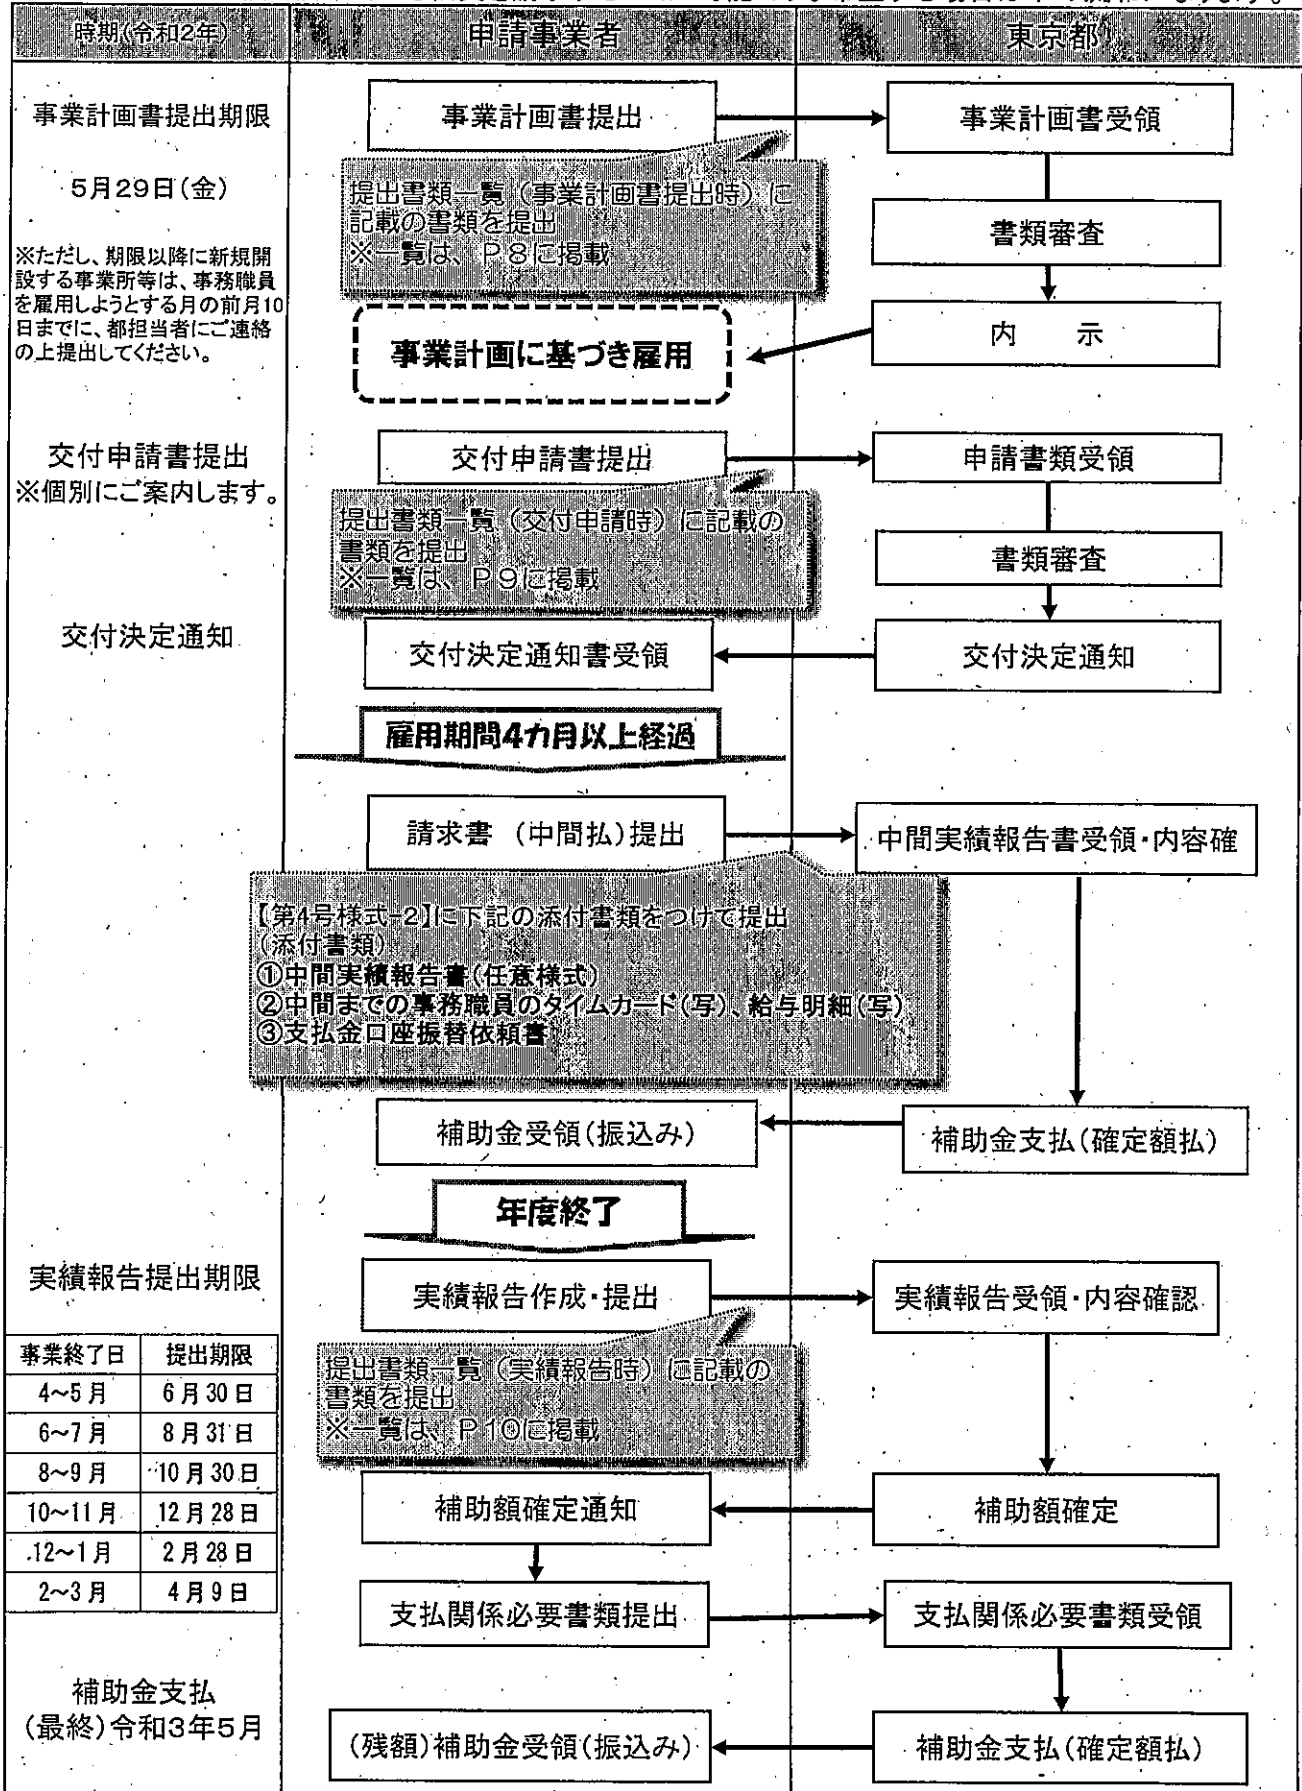 時期(令和2年)
申請事業者
東京都
事業計画書提出期限
5月29日(金)
※ただし、期限以降に新規開
設する事業所等は、事務職員
を雇用しようとする月の前月10
日までに、都担当者にご連絡
の上提出してください。
事業計画書提出
事業計画書受領
提出書類一覧(事業計画書提出時)に
記載の書類を提出
※一覧は、P8に掲載
書類審査
内 示
事業計画に基づき雇用
交付申請書提出
※個別にご案内します。
交付申請書提出
申請書類受領
提出書類一覧(交付申請時)に記載の
書類を提出
※一覧は、P9に掲載
書類審査
交付決定通知
交付決定通知書受領
交付決定通知
雇用期間4カ月以上経過
請求書 (中間払)提出
中間実績報告書受領・内容確
【第4号様式-2】に下記の添付書類をつけて提出
(添付書類)
①中間実績報告書(任意様式)
②中間までの事務職員のタイムカード(写)、給与明細(写)
③支払金口座振替依頼書
補助金受領(振込み)
補助金支払(確定額払)
年度終了
実績報告提出期限
実績報告作成・提出
実績報告受領・内容確認
事業終了日 提出期限
4~5月 6月30日
6~7月 8月31日
8~9月 10月30日
10~11月 12月28日
12~1月 2月28日
2~3月 4月9日
提出書類一覧(実績報告時)に記載の
書類を提出
※一覧は、P10に掲載
補助額確定通知
補助額確定
支払関係必要書類提出
支払関係必要書類受領
補助金支払
(最終)令和3年5月
(残額)補助金受領(振込み)
補助金支払(確定額払)